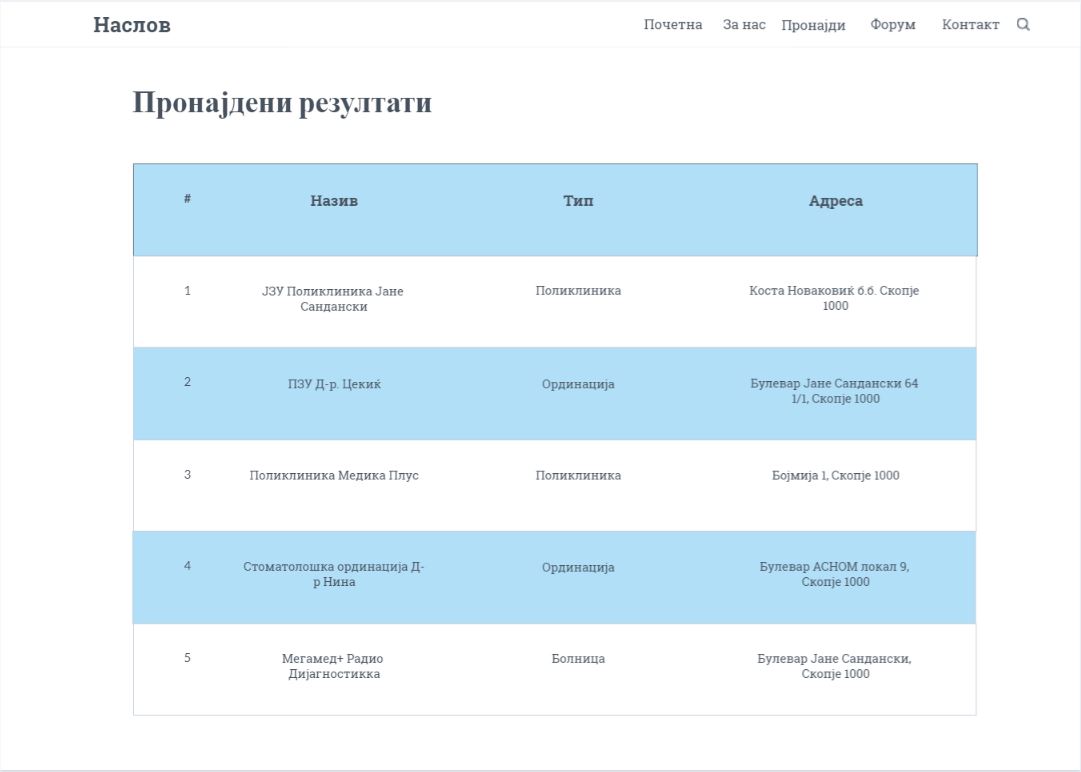 Наслов
Почетна За нас Пронајди Форум Контакт
Пронајдени резултати
# Назив Тип Адреса
1 ЈЗУ Поликлиника Јане Поликлиника Коста Новаковиќ б.б. Скопје
Сандански 1000
2 ПЗУ Д-р. Цекиќ Ординација Булевар Јане Сандански 64
1/1, Скопје 1000
3 Поликлиника Медика Плус Поликлиника Бојмија 1, Скопје 1000
4 Стоматолошка ординација Д- Ординација Булевар АСНОМ локал 9,
р Нина Скопје 1000
5 Мегамед+ Радио Болница Булевар Јане Сандански,
Дијагностикка Скопје 1000